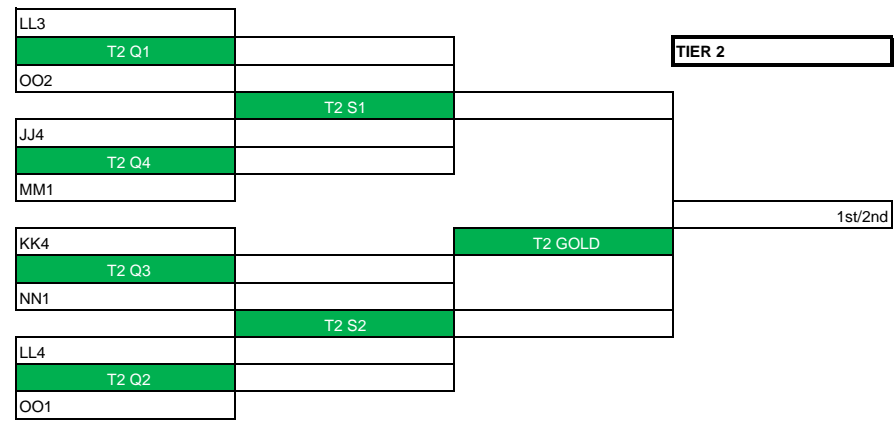 LL3
T2 Q1
TIER 2
OO2
T2 S1
JJ4
T2 Q4
MM1
1st/2nd
KK4
T2 GOLD
T2 Q3
NN1
T2 S2
LL4
T2 Q2
OO1